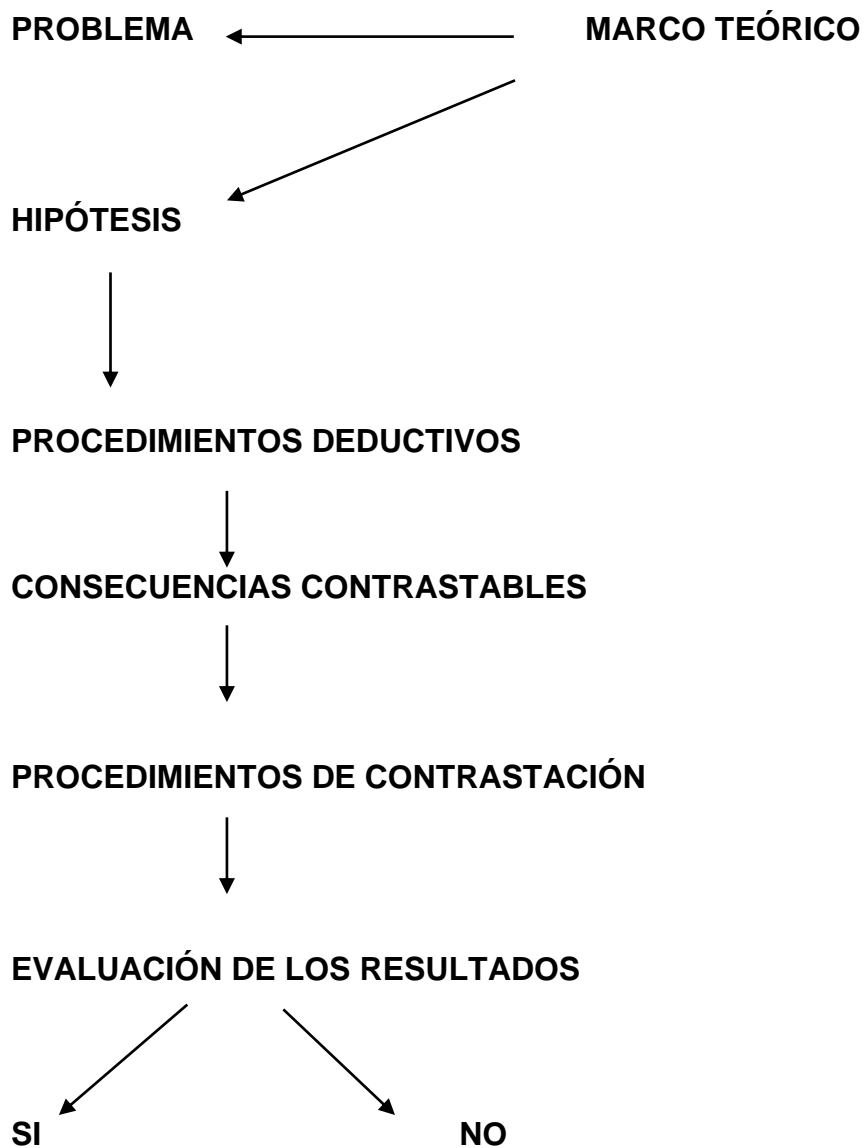 PROBLEMA MARCO TEÓRICO
HIPÓTESIS
PROCEDIMIENTOS DEDUCTIVOS
CONSECUENCIAS CONTRASTABLES
PROCEDIMIENTOS DE CONTRASTACIÓN
EVALUACIÓN DE LOS RESULTADOS
SI NO